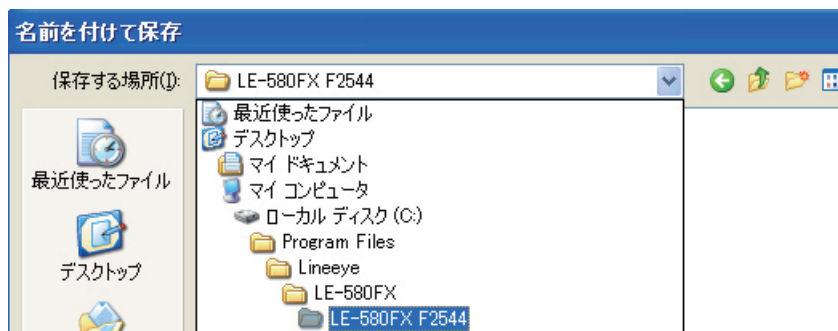 名前を付けて保存
保存する場所(I):
LE-580FX F2544
最近使ったファイル
デスクトップ
マイ ドキュメント
マイ コンピュータ
ローカル ディスク (C:)
Program Files
Lineeye
LE-580FX
LE-580FX F2544
最近使ったファイル
デスクトップ